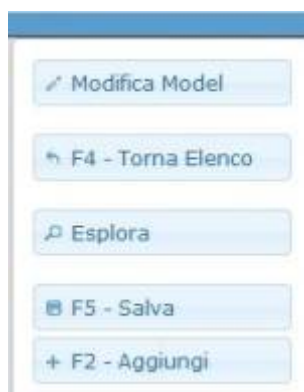 Modifica Model
F4 - Torna Elenco
Esplora
F5 - Salva
F2 - Aggiungi